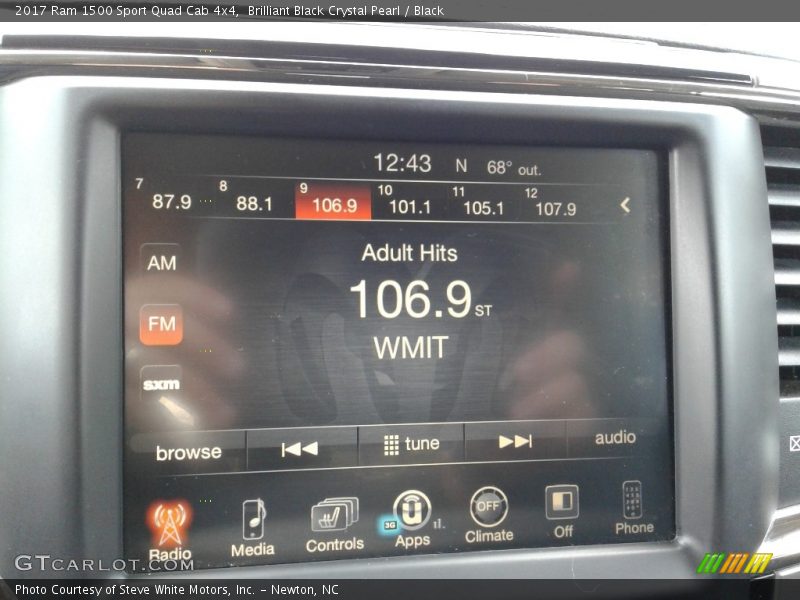 2017 Ram 1500 Sport Quad Cab 4x4, Brilliant Black Crystal Pearl / Black
12:43 N 68° out.
7 87.9 8 88.1 9 106.9 10 101.1 11 105.1 12 107.9
Adult Hits
AM
106.9 ST
FM
WMIT
sxm
browse tune audio
OFF
3G
Radio Media Controls Apps Climate Off Phone
GTCARLOT.COM
Photo Courtesy of Steve White Motors, Inc. - Newton, NC